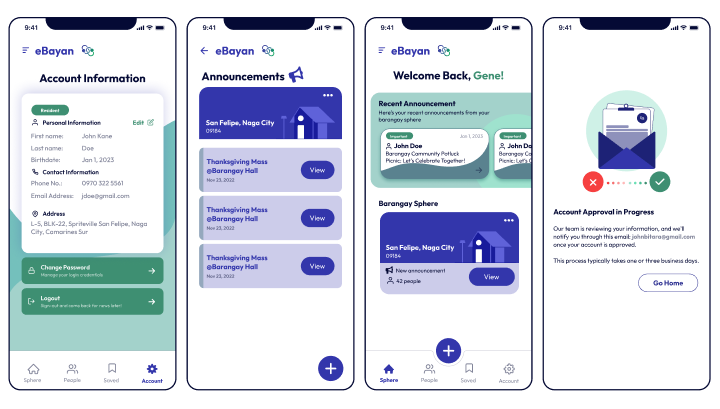 9:41
eBayan
Account Information
Resident
Personal Information
Edit
First name: John Kane
Last name: Doe
Birthdate: Jan 1, 2023
Contact Information
Phone No.: 0970 322 5561
Email Address: jdoe@gmail.com
Address
L-5, BLK-22, Spriteville San Felipe, Naga
City, Camarines Sur
Change Password
Manage your login credentials
Logout
Sign out and come back for news later!
Sphere
People
Saved
Account
9:41
eBayan
Announcements
San Felipe, Naga City
09184
Thanksgiving Mass
@Barangay Hall
Nov 23, 2022
View
Thanksgiving Mass
@Barangay Hall
Nov 23, 2022
View
Thanksgiving Mass
@Barangay Hall
Nov 23, 2022
View
9:41
eBayan
Welcome Back, Gene!
Recent Announcement
Here's your recent announcements from your
barangay sphere
Important
Jan 1, 2023
John Doe
Barangay Community Potluck
Picnic: Let's Celebrate Together!
Important
John D
Barangay Co
Picnic: Let's C
Barangay Sphere
San Felipe, Naga City
09184
New announcement
42 people
View
Sphere
People
Saved
Account
9:41
Account Approval in Progress
Our team is reviewing your information, and we'll
notify you through this email: johnbitara@gmail.com
once your account is approved.
This process typically takes one or three business days.
Go Home